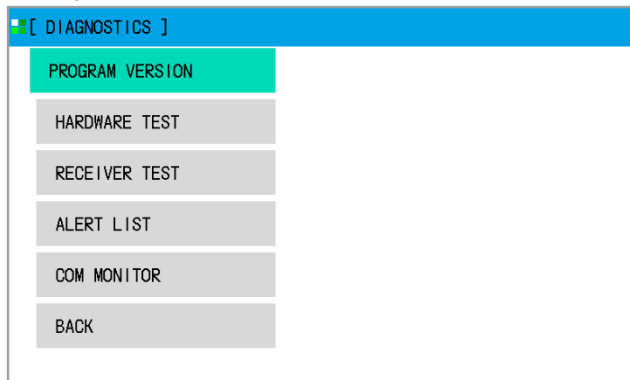 [ DIAGNOSTICS ]
PROGRAM VERSION
HARDWARE TEST
RECEIVER TEST
ALERT LIST
COM MONITOR
BACK